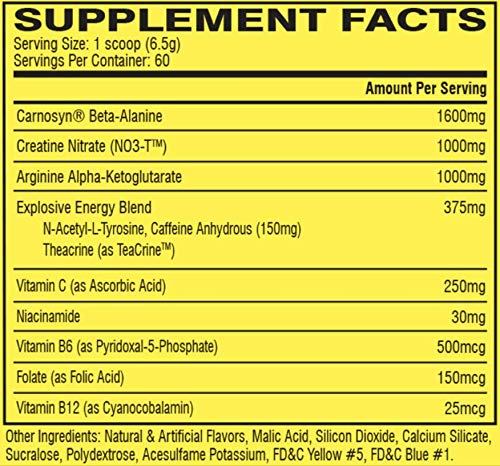 SUPPLEMENT FACTS
Serving Size: 1 scoop (6.5g)
Servings Per Container: 60
Amount Per Serving
Carnosyn® Beta-Alanine 1600mg
Creatine Nitrate (NO3-T™) 1000mg
Arginine Alpha-Ketoglutarate 1000mg
Explosive Energy Blend 375mg
N-Acetyl-L-Tyrosine, Caffeine Anhydrous (150mg)
Theacrine (as TeaCrine™)
Vitamin C (as Ascorbic Acid) 250mg
Niacinamide 30mg
Vitamin B6 (as Pyridoxal-5-Phosphate) 500mcg
Folate (as Folic Acid) 150mcg
Vitamin B12 (as Cyanocobalamin) 25mcg
Other Ingredients: Natural & Artificial Flavors, Malic Acid, Silicon Dioxide, Calcium Silicate,
Sucralose, Polydextrose, Acesulfame Potassium, FD&C Yellow #5, FD&C Blue #1.